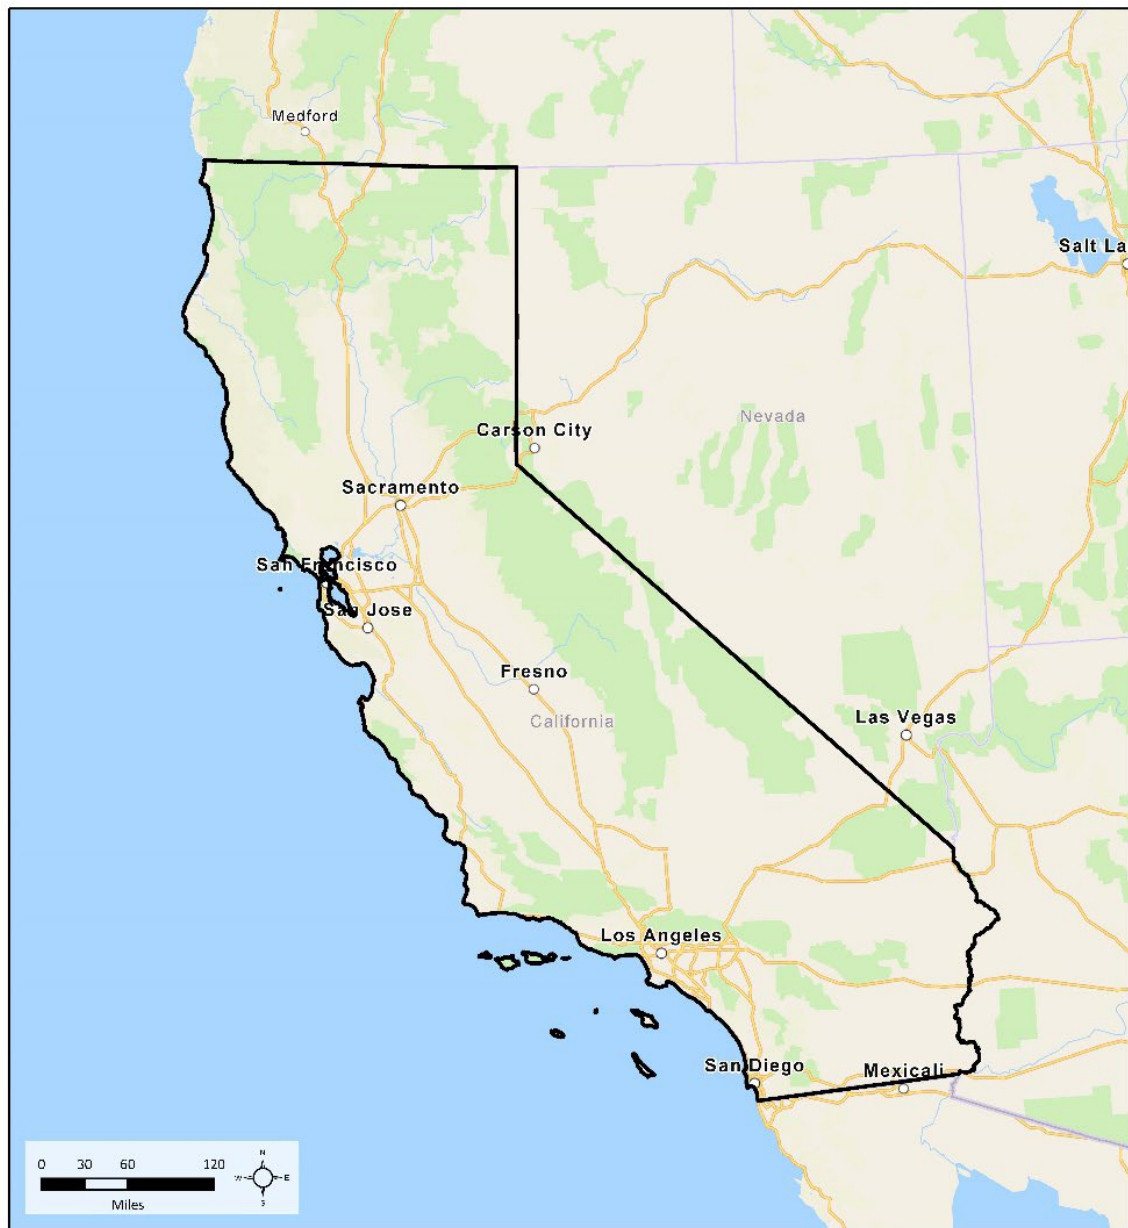 Medford
Salt La
Nevada
Carson City
Sacramento
San Francisco
San Jose
Fresno
California
Las Vegas
Los Angeles
San Diego
Mexicali
0 30 60 120
Miles
N
W E
S